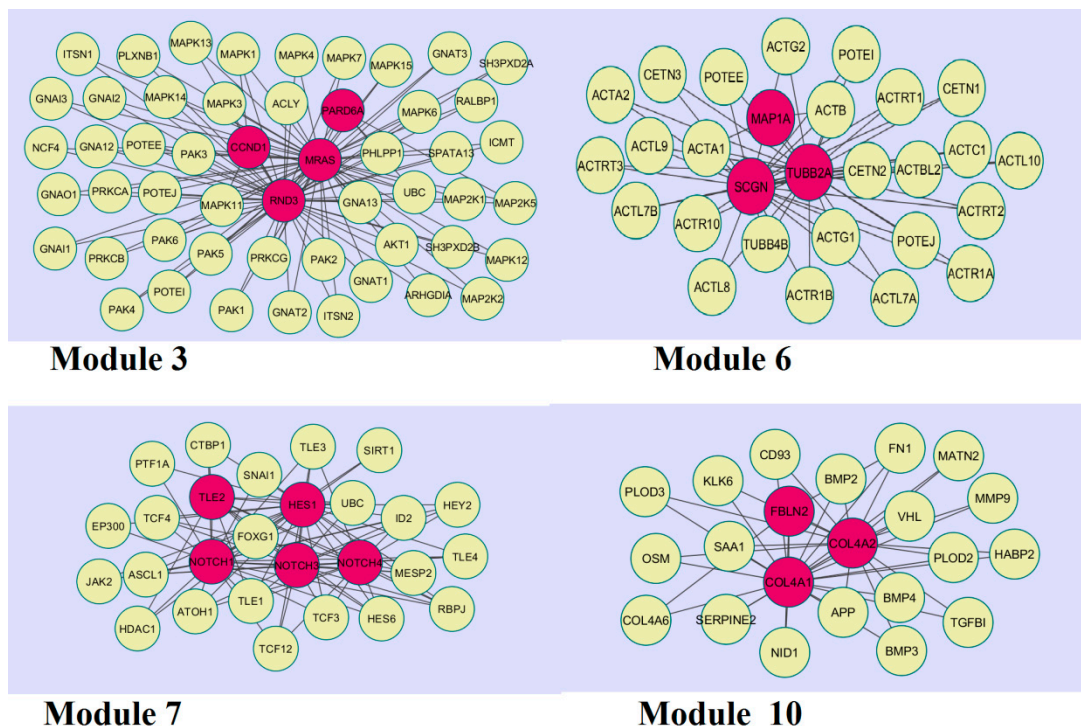 ITSN1
PLXNB1
MAPK13
MAPK1
MAPK4
MAPK7
MAPK15
GNAT3
SH3PXD2A
GNAI3
GNAI2
MAPK14
MAPK3
ACLY
PARD6A
MAPK6
RALBP1
NCF4
GNA12
POTEE
PAK3
CCND1
MRAS
PHLPP1
SPATA13
ICMT
GNAO1
PRKCA
POTEJ
MAPK11
RND3
GNA13
UBC
MAP2K1
MAP2K5
GNAI1
PRKCB
PAK6
PAK5
PRKCG
PAK2
AKT1
SH3PXD2B
MAPK12
PAK4
POTEI
PAK1
GNAT2
ITSN2
GNAT1
ARHGDIA
MAP2K2
Module 3
ACTG2
POTEI
CETN3
POTEE
ACTA2
MAP1A
ACTB
ACTRT1
CETN1
ACTRT3
ACTL9
ACTA1
TUBB2A
CETN2
ACTBL2
ACTC1
ACTL10
ACTL7B
SCGN
ACTR10
TUBB4B
ACTG1
POTEJ
ACTRT2
ACTL8
ACTR1B
ACTL7A
ACTR1A
Module 6
CTBP1
TLE3
SIRT1
PTF1A
SNAI1
TLE2
HES1
UBC
ID2
HEY2
EP300
TCF4
FOXG1
NOTCH1
NOTCH3
NOTCH4
TLE4
MESP2
JAK2
ASCL1
ATOH1
TLE1
TCF3
HES6
RBPJ
HDAC1
TCF12
Module 7
CD93
FN1
KLK6
BMP2
MATN2
PLOD3
FBLN2
VHL
MMP9
OSM
SAA1
COL4A2
PLOD2
HABP2
COL4A1
COL4A6
SERPINE2
APP
BMP4
TGFBI
NID1
BMP3
Module 10